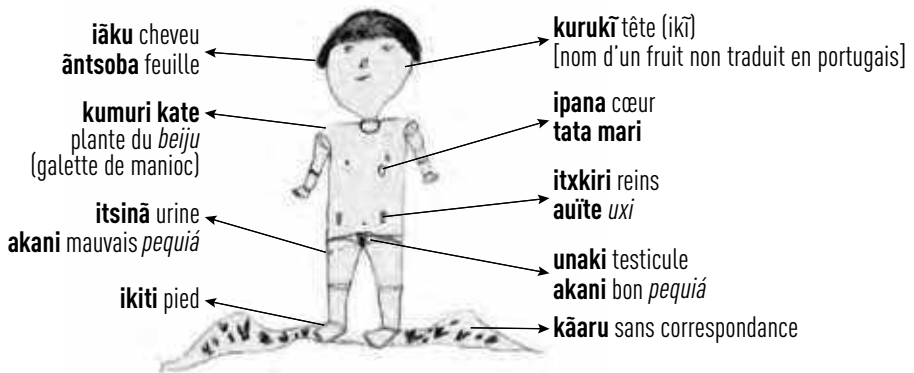 iãku cheveu
ãntsoba feuille
kumuri kate
plante du beiju
(galette de manioc)
itsinã urine
akani mauvais pequiá
ikiti pied
kurukĩ tête (ikĩ)
[nom d’un fruit non traduit en portugais]
ipana cœur
tata mari
itxkiri reins
auïte uxi
unaki testicule
akani bon pequiá
kãaru sans correspondance